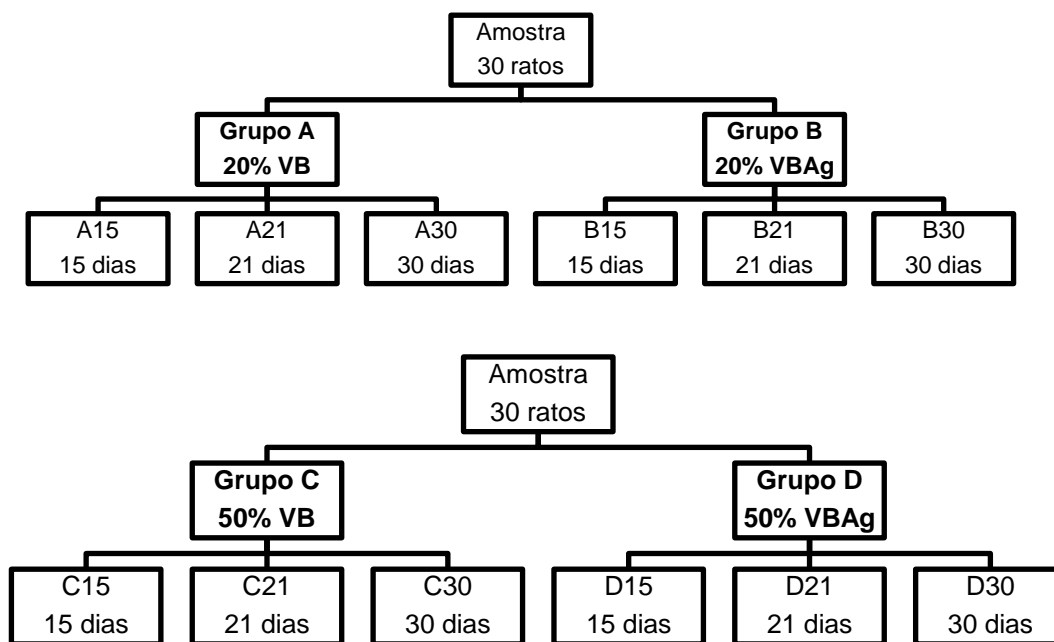 Amostra
30 ratos
Grupo A
20% VB
Grupo B
20% VBAg
A15
15 dias
A21
21 dias
A30
30 dias
B15
15 dias
B21
21 dias
B30
30 dias
Amostra
30 ratos
Grupo C
50% VB
Grupo D
50% VBAg
C15
15 dias
C21
21 dias
C30
30 dias
D15
15 dias
D21
21 dias
D30
30 dias